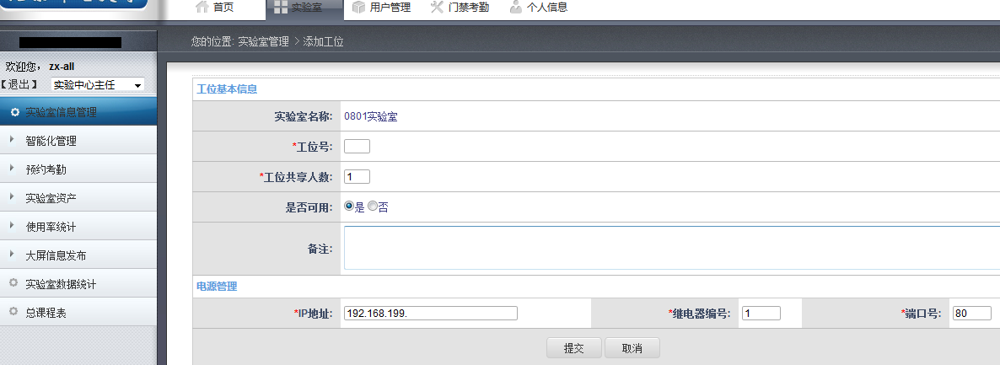 首页 实验室 用户管理 门禁考勤 个人信息
您的位置: 实验室管理 > 添加工位
欢迎您, zx-all
【退出】 实验中心主任
实验室信息管理
智能化管理
预约考勤
实验室资产
使用率统计
大屏信息发布
实验室数据统计
总课程表
工位基本信息
实验室名称: 0801实验室
*工位号:
*工位共享人数: 1
是否可用: 是 否
备注:
电源管理
*IP地址: 192.168.199. *继电器编号: 1 *端口号: 80
提交 取消